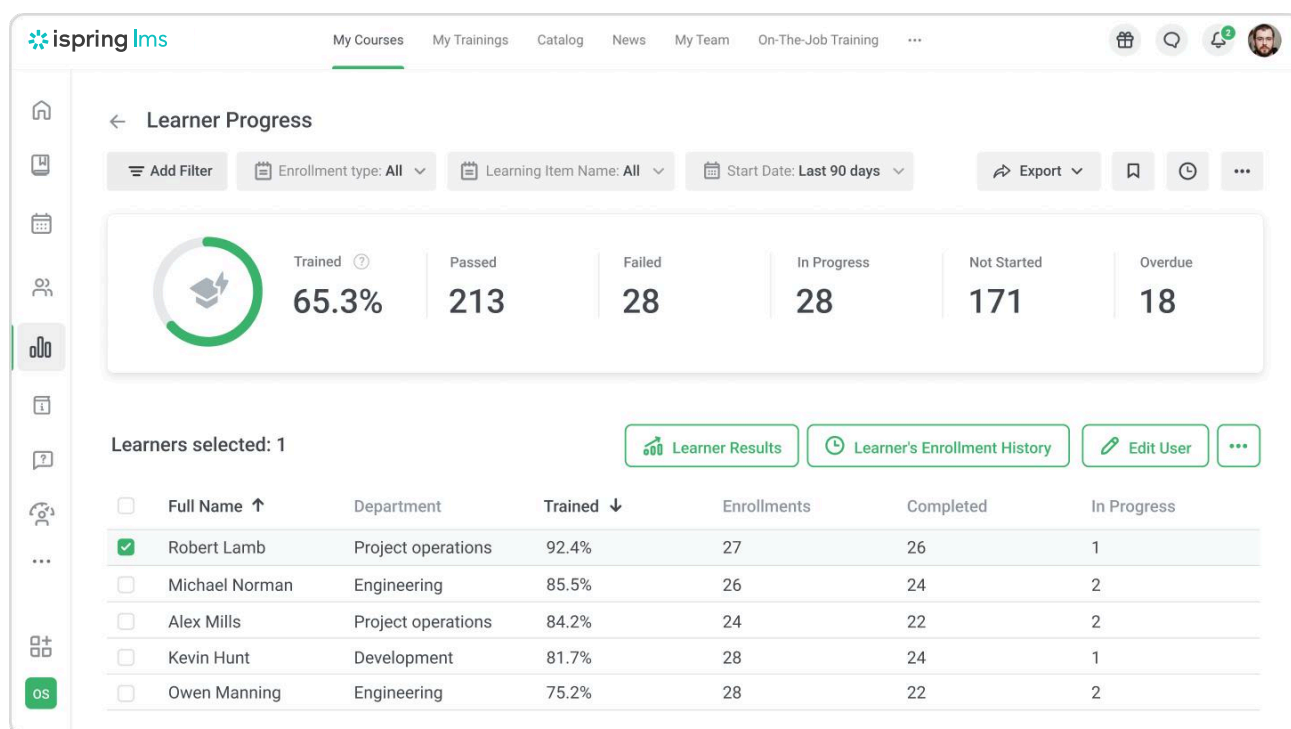 ispring lms
My Courses My Trainings Catalog News My Team On-The-Job Training ...
2
← Learner Progress
Add Filter Enrollment type: All Learning Item Name: All Start Date: Last 90 days Export ...
Trained ? Passed Failed In Progress Not Started Overdue
65.3% 213 28 28 171 18
Learners selected: 1 Learner Results Learner's Enrollment History Edit User ...
Full Name ↑ Department Trained ↓ Enrollments Completed In Progress
Robert Lamb Project operations 92.4% 27 26 1
Michael Norman Engineering 85.5% 26 24 2
Alex Mills Project operations 84.2% 24 22 2
Kevin Hunt Development 81.7% 28 24 1
Owen Manning Engineering 75.2% 28 22 2
OS